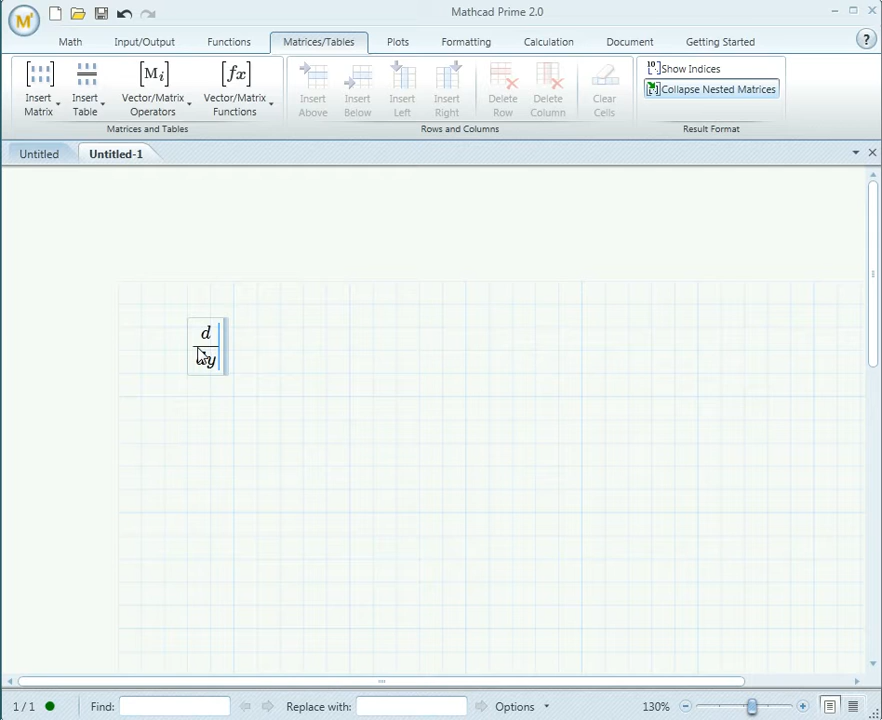 Mathcad Prime 2.0
Math Input/Output Functions Matrices/Tables Plots Formatting Calculation Document Getting Started
Insert Matrix
Insert Table
Vector/Matrix Operators
Vector/Matrix Functions
Matrices and Tables
Insert Above
Insert Below
Insert Left
Insert Right
Delete Row
Delete Column
Clear Cells
Rows and Columns
Show Indices
Collapse Nested Matrices
Result Format
Untitled Untitled-1
d
y
1 / 1 Find: Replace with: Options 130%